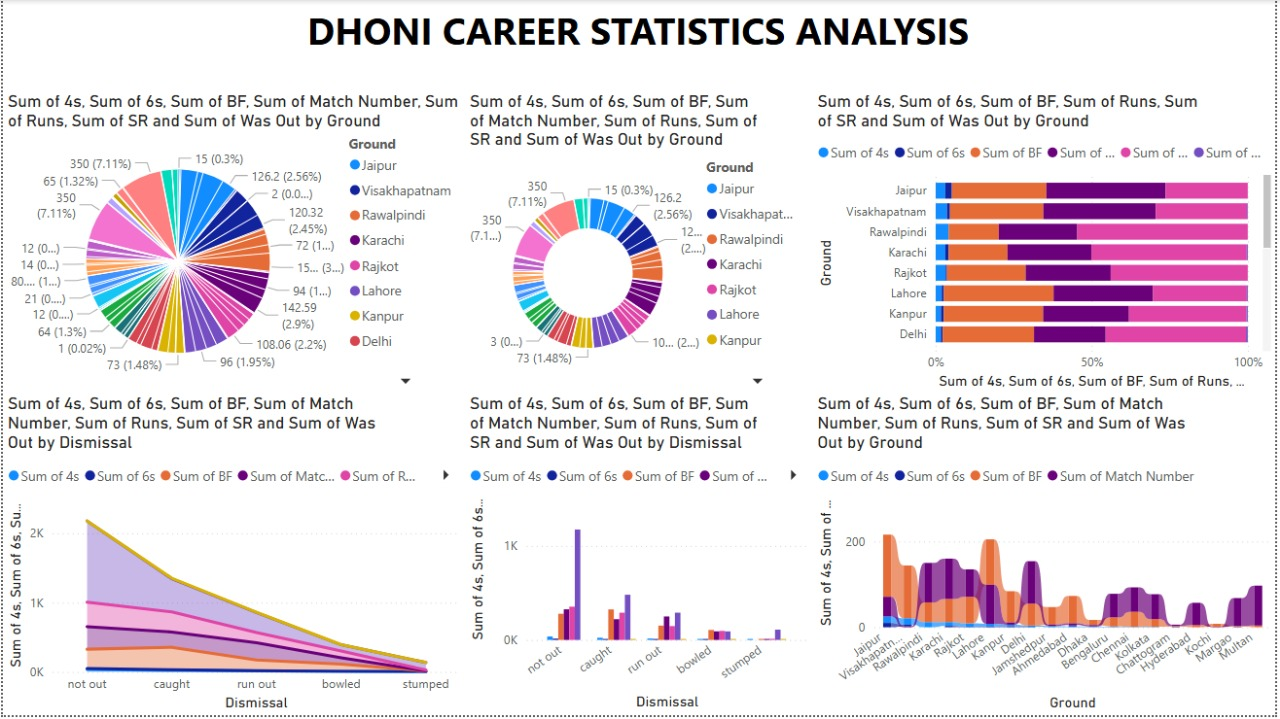 DHONI CAREER STATISTICS ANALYSIS
Sum of 4s, Sum of 6s, Sum of BF, Sum of Match Number, Sum
of Runs, Sum of SR and Sum of Was Out by Ground
Ground
Jaipur
Visakhapatnam
Rawalpindi
Karachi
Rajkot
Lahore
Kanpur
Delhi
350 (7.11%)
65 (1.32%)
350
(7.11%)
12 (0...)
14 (0...)
80.... (1...)
21 (0....)
12 (0....)
64 (1.3%)
1 (0.02%)
73 (1.48%)
15 (0.3%)
126.2 (2.56%)
2 (0.0...)
120.32
(2.45%)
72 (1...)
15... (3...)
94 (1...)
142.59
(2.9%)
108.06 (2.2%)
96 (1.95%)
Sum of 4s, Sum of 6s, Sum of BF, Sum
of Match Number, Sum of Runs, Sum of
SR and Sum of Was Out by Ground
Ground
Jaipur
Visakhapat...
Rawalpindi
Karachi
Rajkot
Lahore
Kanpur
350
(7.11%)
350
(7.1...)
3 (0...)
73 (1.48%)
15 (0.3%)
126.2
(2.56%)
12...
(2....)
10... (2...)
Sum of 4s, Sum of 6s, Sum of BF, Sum of Runs, Sum
of SR and Sum of Was Out by Ground
Sum of 4s Sum of 6s Sum of BF Sum of ... Sum of ... Sum of ...
Ground
Jaipur
Visakhapatnam
Rawalpindi
Karachi
Rajkot
Lahore
Kanpur
Delhi
0% 50% 100%
Sum of 4s, Sum of 6s, Sum of BF, Sum of Runs, ...
Sum of 4s, Sum of 6s, Sum of BF, Sum of Match
Number, Sum of Runs, Sum of SR and Sum of Was
Out by Dismissal
Sum of 4s Sum of 6s Sum of BF Sum of Matc... Sum of R...
Sum of 4s, Sum of 6s, Su...
2K
1K
0K
not out caught run out bowled stumped
Dismissal
Sum of 4s, Sum of 6s, Sum of BF, Sum
of Match Number, Sum of Runs, Sum of
SR and Sum of Was Out by Dismissal
Sum of 4s Sum of 6s Sum of BF Sum of ...
Sum of 4s, Sum of 6s...
1K
0K
not out caught run out bowled stumped
Dismissal
Sum of 4s, Sum of 6s, Sum of BF, Sum of Match
Number, Sum of Runs, Sum of SR and Sum of Was
Out by Ground
Sum of 4s Sum of 6s Sum of BF Sum of Match Number
Sum of 4s, Sum of ...
200
0
Jaipur Visakhapatn... Rawalpindi Karachi Rajkot Lahore Kanpur Delhi Jamshedpur Ahmedabad Dhaka Bengaluru Chennai Kolkata Chattogram Hyderabad Kochi Margao Multan
Ground